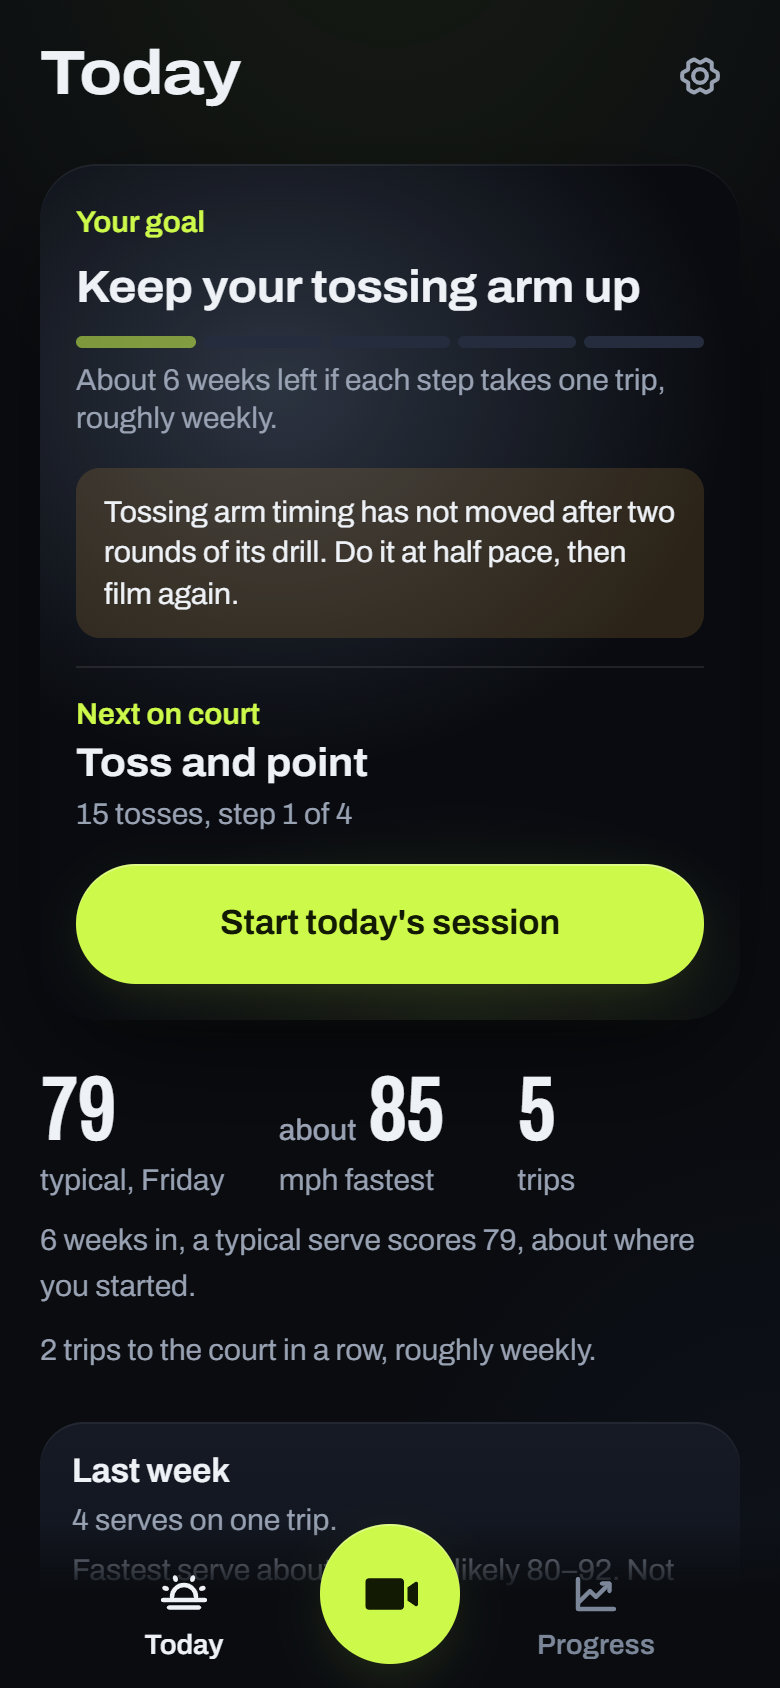 Today
Your goal
Keep your tossing arm up
About 6 weeks left if each step takes one trip,
roughly weekly.
Tossing arm timing has not moved after two
rounds of its drill. Do it at half pace, then
film again.
Next on court
Toss and point
15 tosses, step 1 of 4
Start today's session
79 about 85 5
typical, Friday mph fastest trips
6 weeks in, a typical serve scores 79, about where
you started.
2 trips to the court in a row, roughly weekly.
Last week
4 serves on one trip.
Fastest serve about likely 80–92. Not
Today Progress